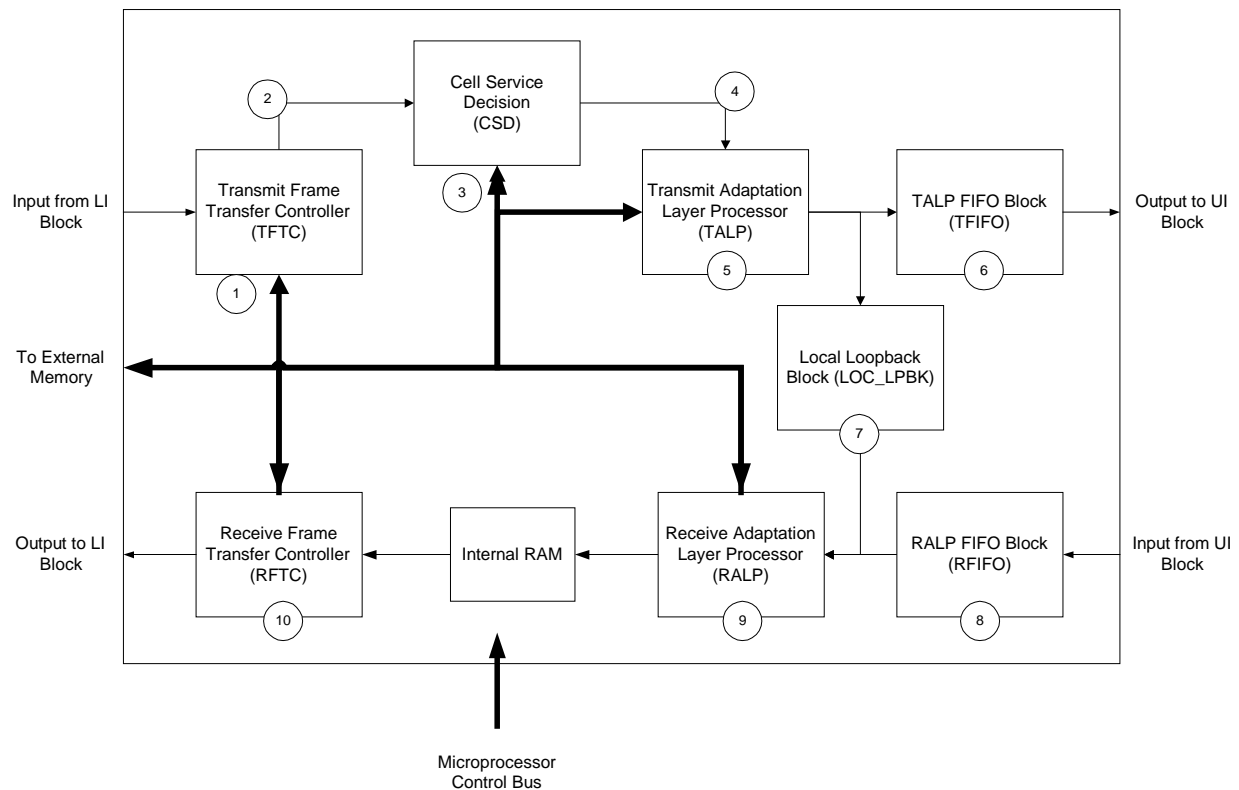 2
Cell Service
Decision
(CSD)
4
3
Input from LI
Block
Transmit Frame
Transfer Controller
(TFTC)
1
Transmit Adaptation
Layer Processor
(TALP)
5
TALP FIFO Block
(TFIFO)
6
Output to UI
Block
To External
Memory
Local Loopback
Block (LOC_LPBK)
7
Output to LI
Block
Receive Frame
Transfer Controller
(RFTC)
10
Internal RAM
Receive Adaptation
Layer Processor
(RALP)
9
RALP FIFO Block
(RFIFO)
8
Input from UI
Block
Microprocessor
Control Bus